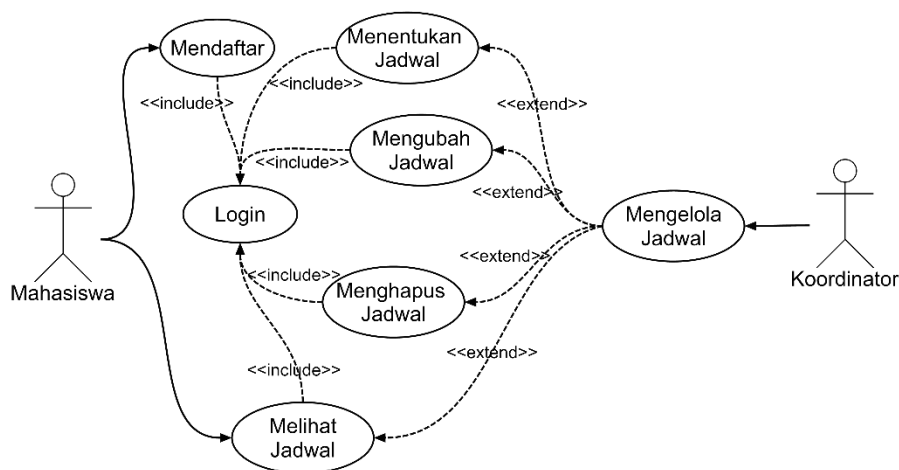 Mendaftar
Menentukan
Jadwal
<<include>>
<<include>>
<<extend>>
Mengubah
Jadwal
<<include>>
<<extend>>
Login
Mengelola
Jadwal
Mahasiswa
Koordinator
<<include>>
Menghapus
Jadwal
<<extend>>
<<include>>
<<extend>>
Melihat
Jadwal